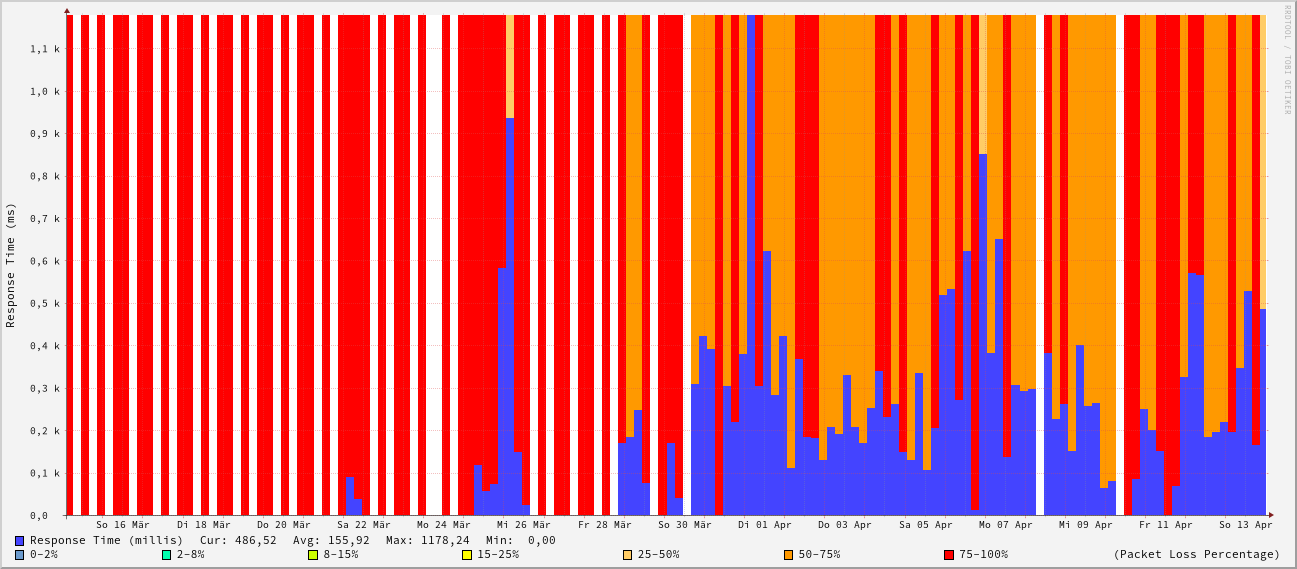 RRDTOOL / TOBI OETIKER
Response Time (ms)
1,1 k
1,0 k
0,9 k
0,8 k
0,7 k
0,6 k
0,5 k
0,4 k
0,3 k
0,2 k
0,1 k
0,0
So 16 Mär Di 18 Mär Do 20 Mär Sa 22 Mär Mo 24 Mär Mi 26 Mär Fr 28 Mär So 30 Mär Di 01 Apr Do 03 Apr Sa 05 Apr Mo 07 Apr Mi 09 Apr Fr 11 Apr So 13 Apr
Response Time (millis) Cur: 486,52 Avg: 155,92 Max: 1178,24 Min: 0,00
0-2% 2-8% 8-15% 15-25% 25-50% 50-75% 75-100% (Packet Loss Percentage)